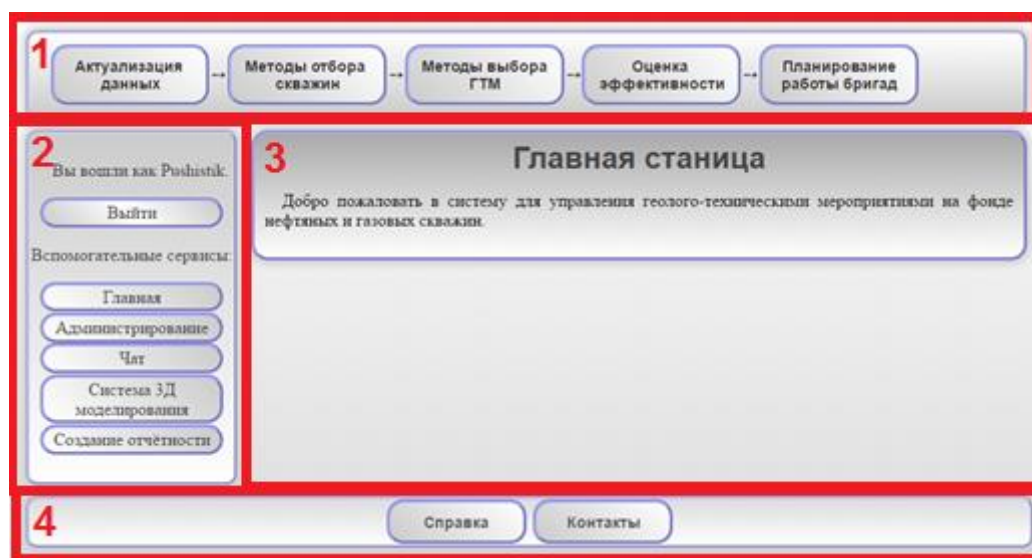 1
Актуализация
данных
→
Методы отбора
скважин
→
Методы выбора
ГТМ
→
Оценка
эффективности
→
Планирование
работы бригад
2
Вы вошли как Pushistik.
Выйти
Вспомогательные сервисы:
Главная
Администрирование
Чат
Система 3Д
моделирования
Создание отчётности
3
Главная станица
Добро пожаловать в систему для управления геолого-техническими мероприятиями на фонде
нефтяных и газовых скважин.
4
Справка
Контакты